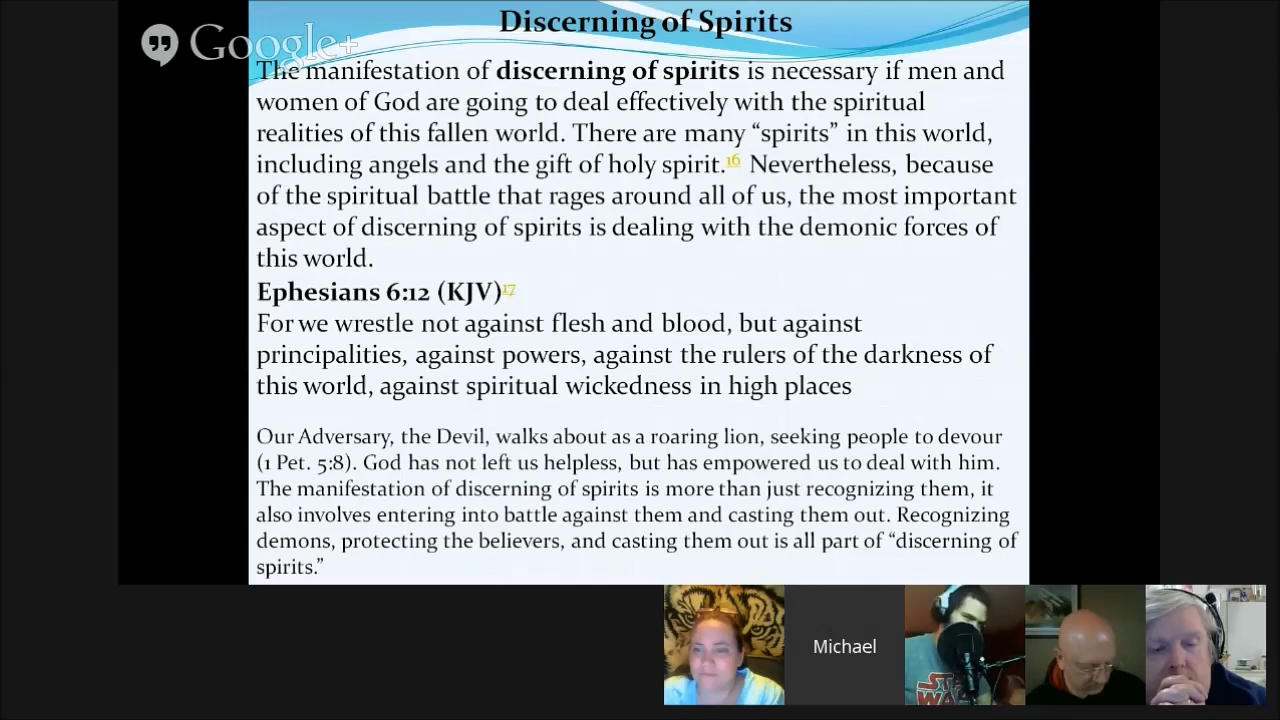 Discerning of Spirits
Google+
The manifestation of discerning of spirits is necessary if men and
women of God are going to deal effectively with the spiritual
realities of this fallen world. There are many “spirits” in this world,
including angels and the gift of holy spirit.16 Nevertheless, because
of the spiritual battle that rages around all of us, the most important
aspect of discerning of spirits is dealing with the demonic forces of
this world.
Ephesians 6:12 (KJV)17
For we wrestle not against flesh and blood, but against
principalities, against powers, against the rulers of the darkness of
this world, against spiritual wickedness in high places
Our Adversary, the Devil, walks about as a roaring lion, seeking people to devour
(1 Pet. 5:8). God has not left us helpless, but has empowered us to deal with him.
The manifestation of discerning of spirits is more than just recognizing them, it
also involves entering into battle against them and casting them out. Recognizing
demons, protecting the believers, and casting them out is all part of “discerning of
spirits.”
Michael
STAR
WA